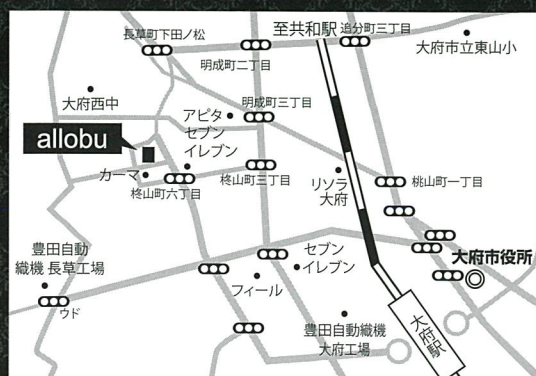 至共和駅
追分町三丁目
長草町下田ノ松
大府市立東山小
明成町二丁目
大府西中
アピタ
明成町三丁目
セブン
イレブン
allobu
カーマ
柊山町六丁目
柊山町三丁目
リソラ
大府
桃山町一丁目
豊田自動
織機 長草工場
セブン
イレブン
大府市役所
フィール
ウド
豊田自動織機
大府工場
大府駅